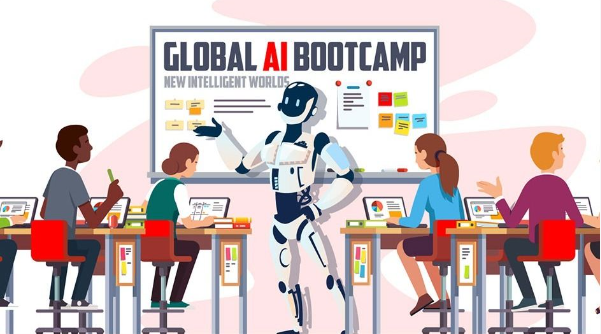 GLOBAL AI BOOTCAMP
NEW INTELLIGENT WORLDS